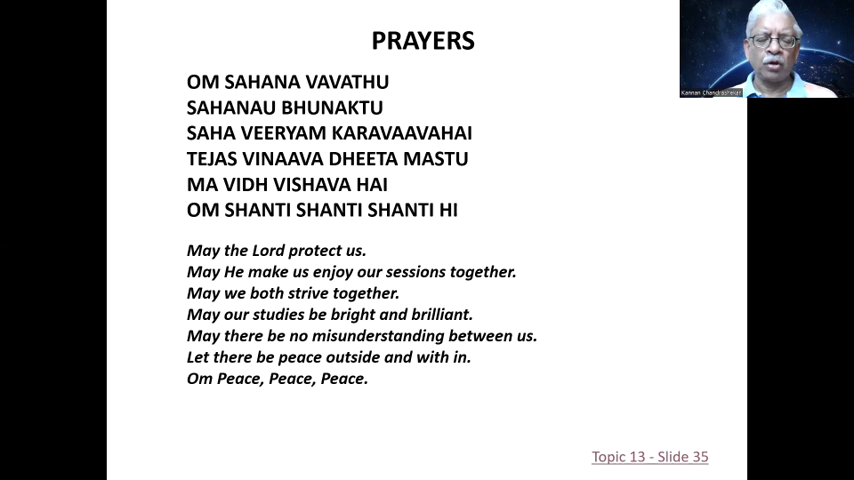 PRAYERS
OM SAHANA VAVATHU
SAHANAU BHUNAKTU
SAHA VEERYAM KARAVAAVAHAI
TEJAS VINAAVA DHEETA MASTU
MA VIDH VISHAVA HAI
OM SHANTI SHANTI SHANTI HI
May the Lord protect us.
May He make us enjoy our sessions together.
May we both strive together.
May our studies be bright and brilliant.
May there be no misunderstanding between us.
Let there be peace outside and with in.
Om Peace, Peace, Peace.
Topic 13 - Slide 35
Kannan Chandrasekar